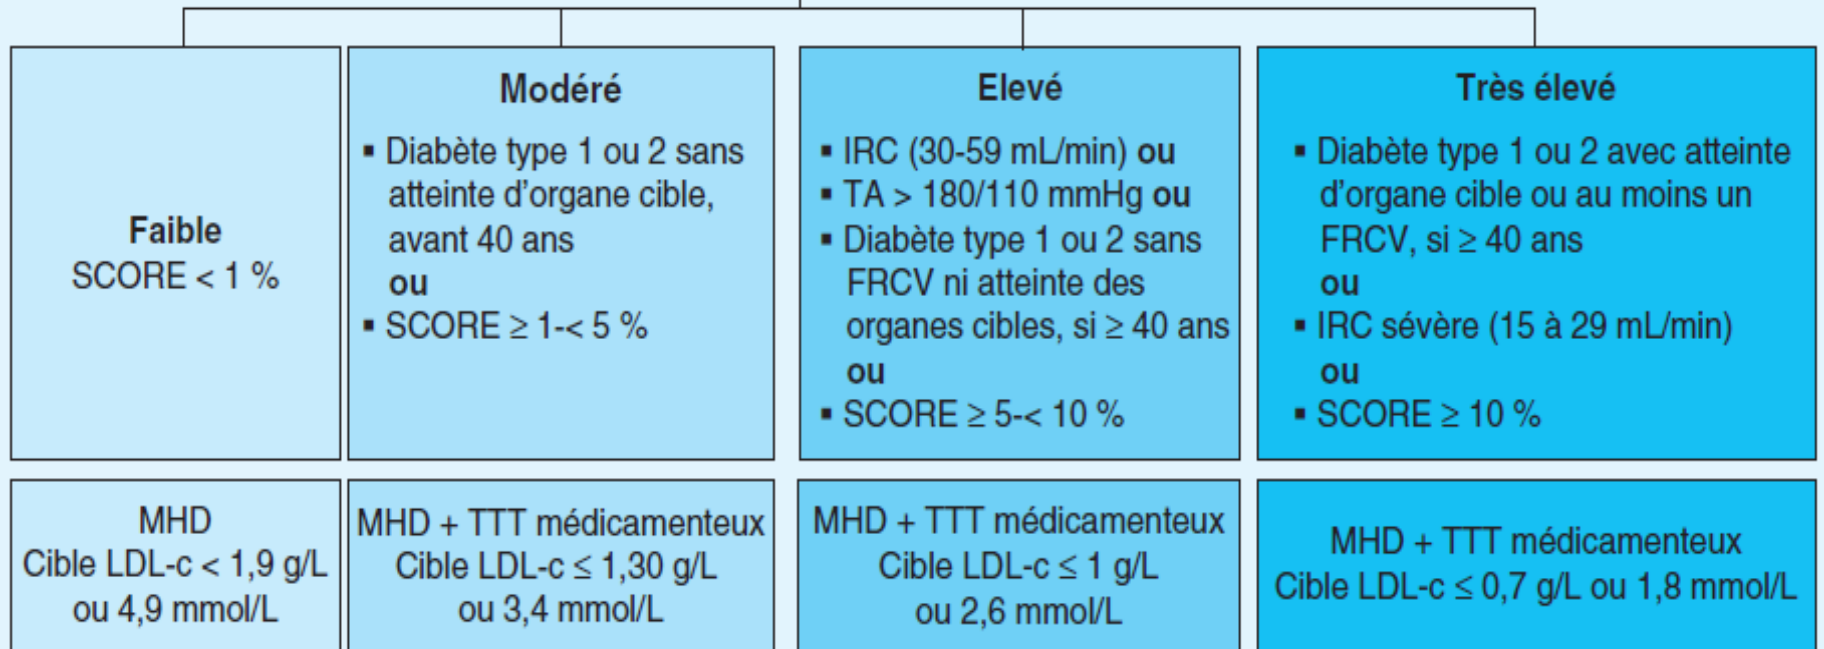 Faible
SCORE < 1 %
Modéré
▪ Diabète type 1 ou 2 sans
atteinte d'organe cible,
avant 40 ans
ou
▪ SCORE ≥ 1-< 5 %
Elevé
▪ IRC (30-59 mL/min) ou
▪ TA > 180/110 mmHg ou
▪ Diabète type 1 ou 2 sans
FRCV ni atteinte des
organes cibles, si ≥ 40 ans
ou
▪ SCORE ≥ 5-< 10 %
Très élevé
▪ Diabète type 1 ou 2 avec atteinte
d'organe cible ou au moins un
FRCV, si ≥ 40 ans
ou
▪ IRC sévère (15 à 29 mL/min)
ou
▪ SCORE ≥ 10 %
MHD
Cible LDL-c < 1,9 g/L
ou 4,9 mmol/L
MHD + TTT médicamenteux
Cible LDL-c ≤ 1,30 g/L
ou 3,4 mmol/L
MHD + TTT médicamenteux
Cible LDL-c ≤ 1 g/L
ou 2,6 mmol/L
MHD + TTT médicamenteux
Cible LDL-c ≤ 0,7 g/L ou 1,8 mmol/L